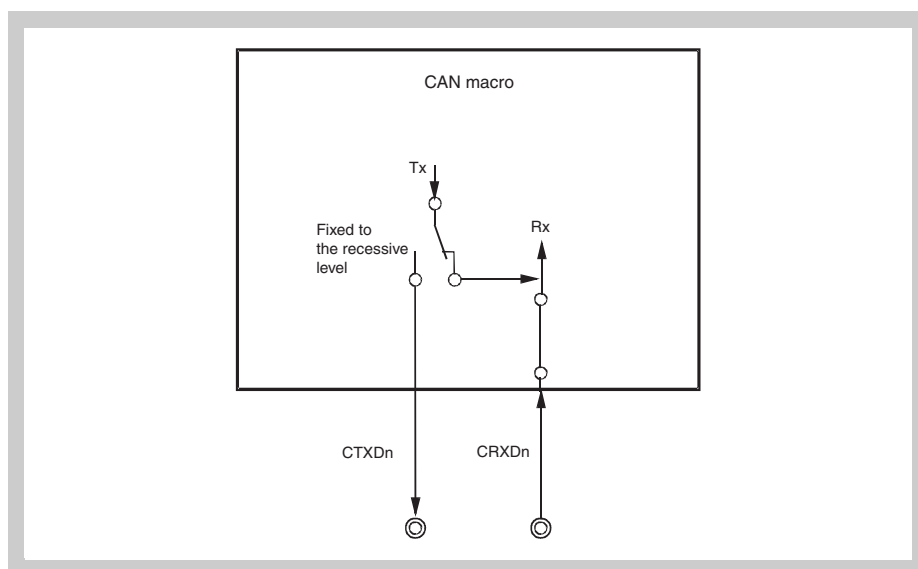 CAN macro
Tx
Rx
Fixed to
the recessive
level
CTXDn
CRXDn